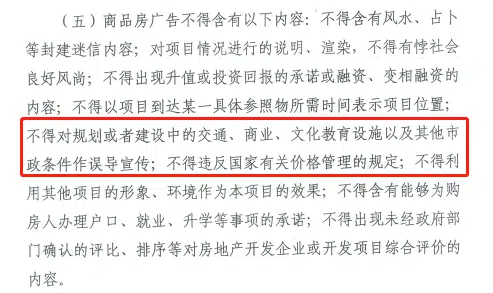 （五）商品房广告不得含有以下内容：不得含有风水、占卜
等封建迷信内容；对项目情况进行的说明、渲染，不得有悖社会
良好风尚；不得出现升值或投资回报的承诺或融资、变相融资的
内容；不得以项目到达某一具体参照物所需时间表示项目位置；
不得对规划或者建设中的交通、商业、文化教育设施以及其他市
政条件作误导宣传；不得违反国家有关价格管理的规定；不得利
用其他项目的形象、环境作为本项目的效果；不得含有能够为购
房人办理户口、就业、升学等事项的承诺；不得出现未经政府部
门确认的评比、排序等对房地产开发企业或开发项目综合评价的
内容。